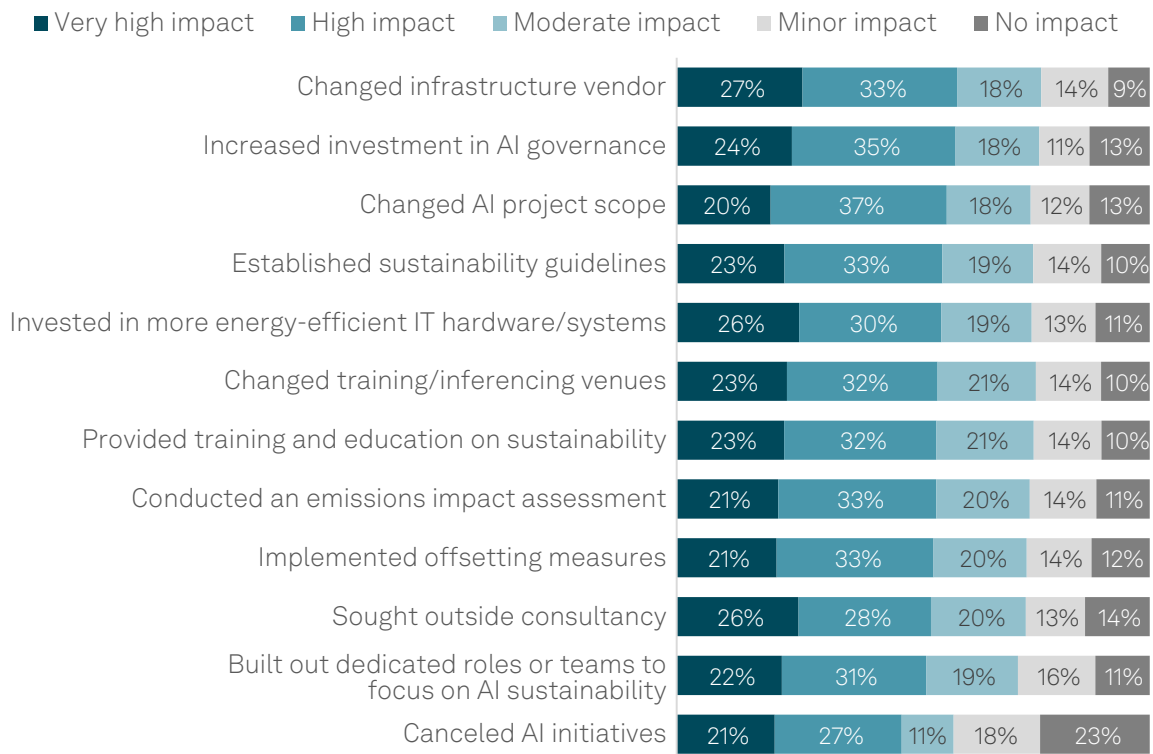 Very high impact High impact Moderate impact Minor impact No impact
Changed infrastructure vendor 27% 33% 18% 14% 9%
Increased investment in AI governance 24% 35% 18% 11% 13%
Changed AI project scope 20% 37% 18% 12% 13%
Established sustainability guidelines 23% 33% 19% 14% 10%
Invested in more energy-efficient IT hardware/systems 26% 30% 19% 13% 11%
Changed training/inferencing venues 23% 32% 21% 14% 10%
Provided training and education on sustainability 23% 32% 21% 14% 10%
Conducted an emissions impact assessment 21% 33% 20% 14% 11%
Implemented offsetting measures 21% 33% 20% 14% 12%
Sought outside consultancy 26% 28% 20% 13% 14%
Built out dedicated roles or teams to
focus on AI sustainability 22% 31% 19% 16% 11%
Canceled AI initiatives 21% 27% 11% 18% 23%